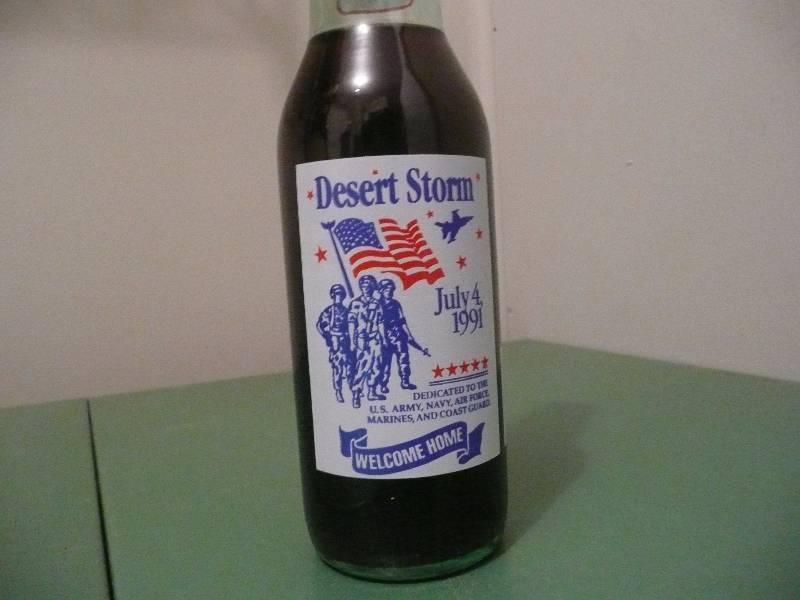 Desert Storm
July 4,
1991
DEDICATED TO THE
U.S. ARMY, NAVY, AIR FORCE,
MARINES, AND COAST GUARD.
WELCOME HOME